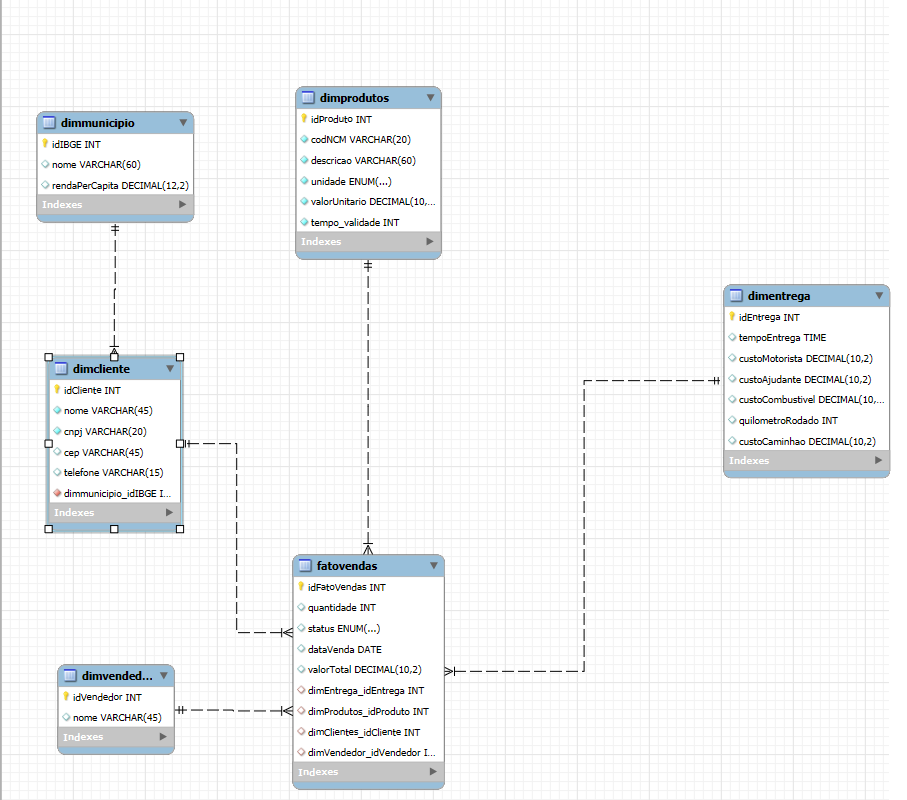 dimmunicipio
idIBGE INT
nome VARCHAR(60)
rendaPerCapita DECIMAL(12,2)
Indexes
dimprodutos
idProduto INT
codNCM VARCHAR(20)
descricao VARCHAR(60)
unidade ENUM(...)
valorUnitario DECIMAL(10,...
tempo_validade INT
Indexes
dimentrega
idEntrega INT
tempoEntrega TIME
custoMotorista DECIMAL(10,2)
custoAjudante DECIMAL(10,2)
custoCombustivel DECIMAL(10,...
quilometroRodado INT
custoCaminhao DECIMAL(10,2)
Indexes
dimcliente
idCliente INT
nome VARCHAR(45)
cnpj VARCHAR(20)
cep VARCHAR(45)
telefone VARCHAR(15)
dimmunicipio_idIBGE I...
Indexes
fatovendas
idFatoVendas INT
quantidade INT
status ENUM(...)
dataVenda DATE
valorTotal DECIMAL(10,2)
dimEntrega_idEntrega INT
dimProdutos_idProduto INT
dimClientes_idCliente INT
dimVendedor_idVendedor I...
Indexes
dimvended...
idVendedor INT
nome VARCHAR(45)
Indexes